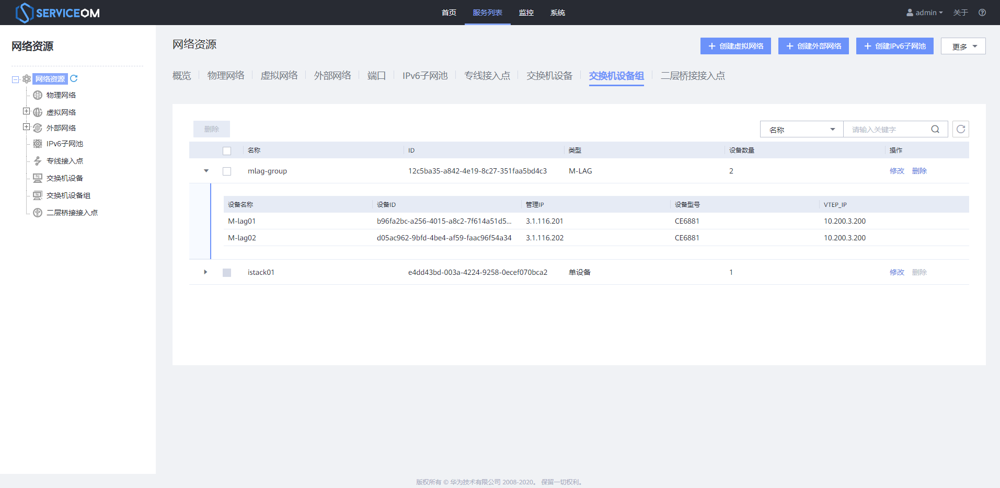 SERVICEOM
首页 服务列表 监控 系统
admin 关于
网络资源
网络资源
物理网络
虚拟网络
外部网络
IPv6子网池
专线接入点
交换机设备
交换机设备组
二层桥接接入点
网络资源
创建虚拟网络 创建外部网络 创建IPv6子网池 更多
概览 物理网络 虚拟网络 外部网络 端口 IPv6子网池 专线接入点 交换机设备 交换机设备组 二层桥接接入点
删除 名称 请输入关键字
名称 ID 类型 设备数量 操作
mlag-group 12c5ba35-a842-4e19-8c27-351faa5bd4c3 M-LAG 2 修改 删除
设备名称 设备ID 管理IP 设备型号 VTEP_IP
M-lag01 b96fa2bc-a256-4015-a8c2-7f614a51d5... 3.1.116.201 CE6881 10.200.3.200
M-lag02 d05ac962-9bfd-4be4-af59-faac96f54a34 3.1.116.202 CE6881 10.200.3.200
istack01 e4dd43bd-003a-4224-9258-0ecef070bca2 单设备 1 修改 删除
版权所有 © 华为技术有限公司 2008-2020。 保留一切权利。